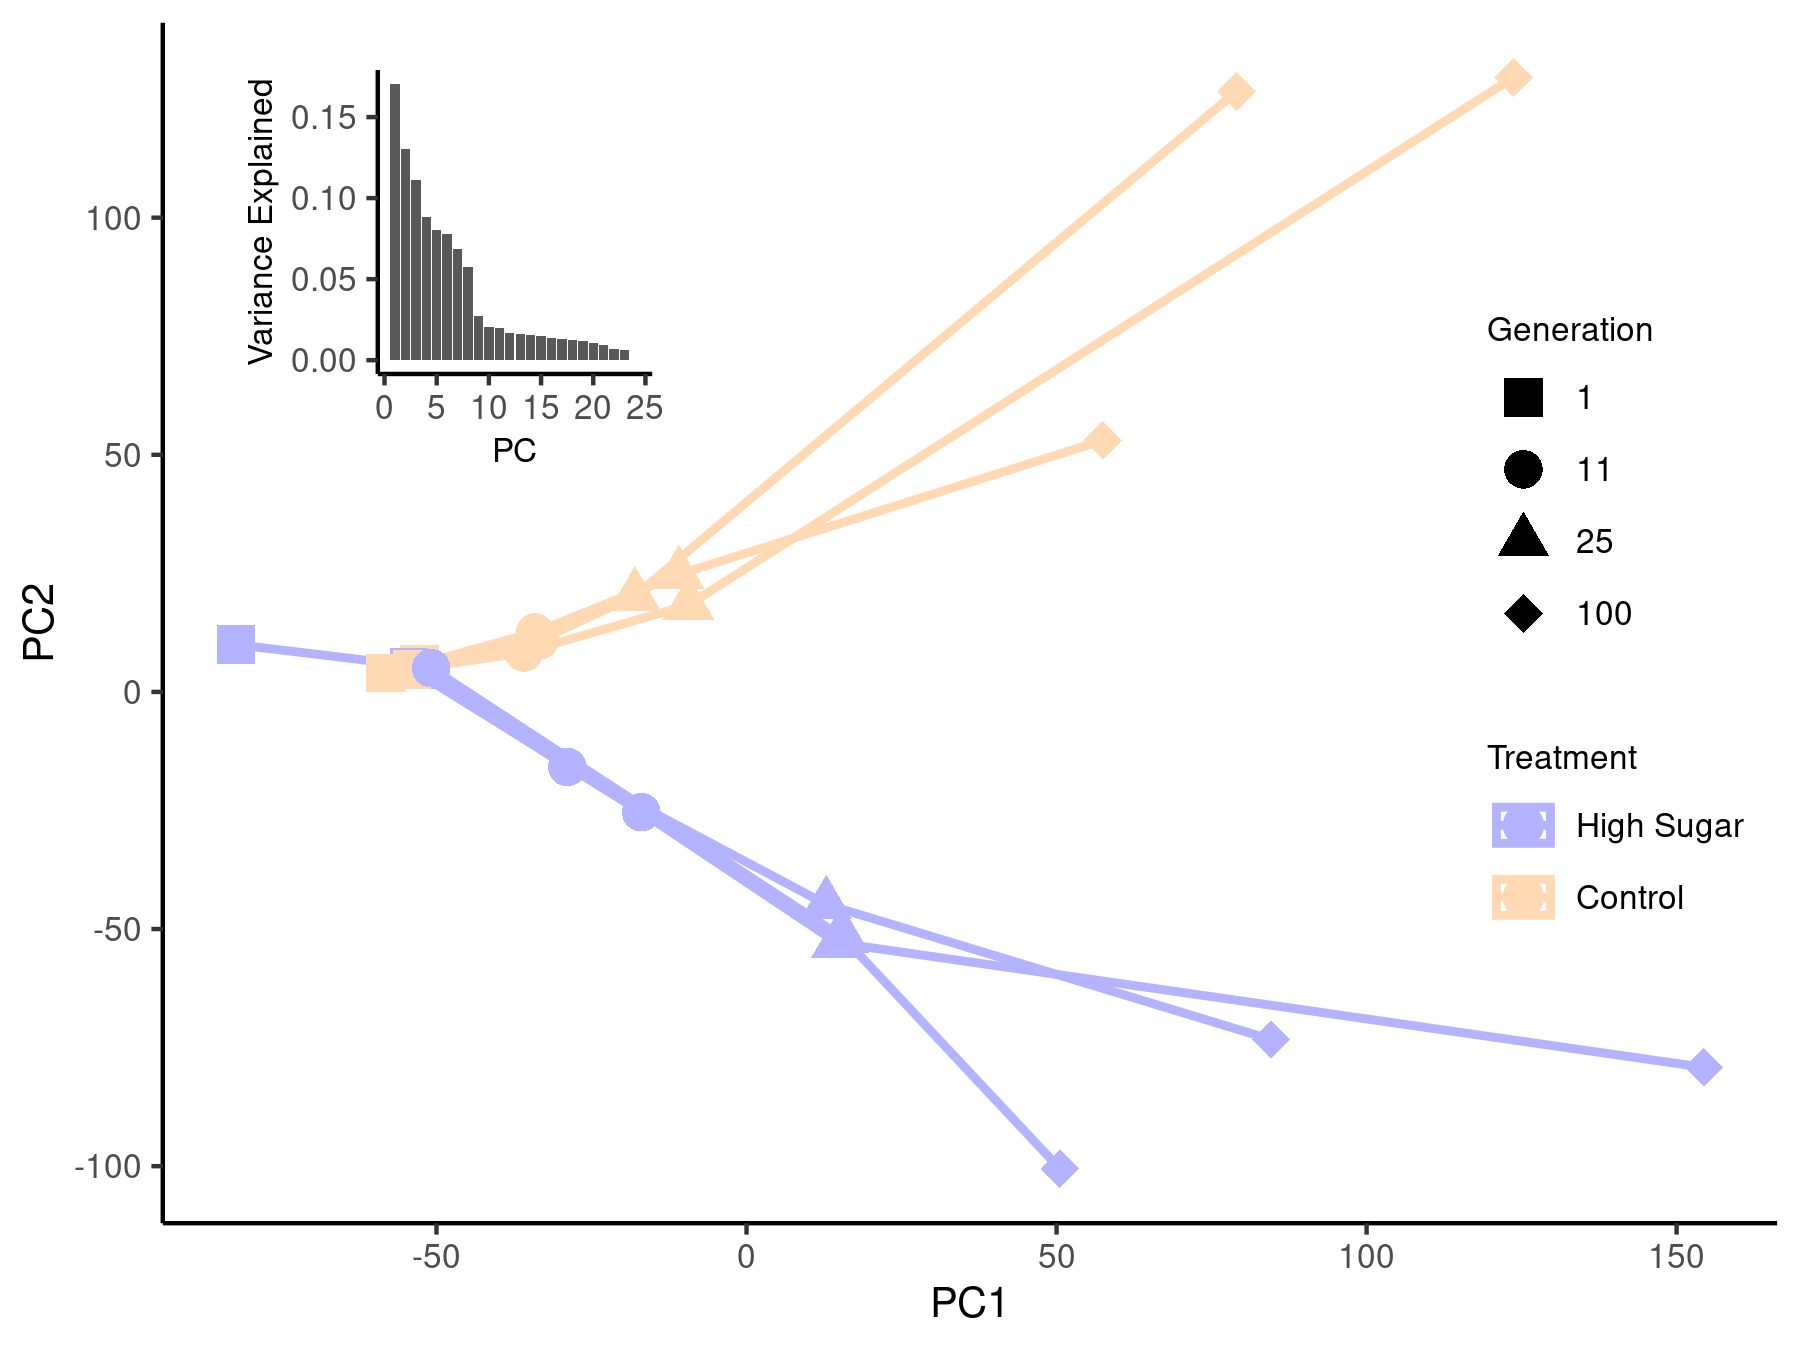 Variance Explained
0.15
0.10
0.05
0.00
0 5 10 15 20 25
PC
PC2
100
50
0
-50
-100
-50 0 50 100 150
PC1
Generation
1
11
25
100
Treatment
High Sugar
Control